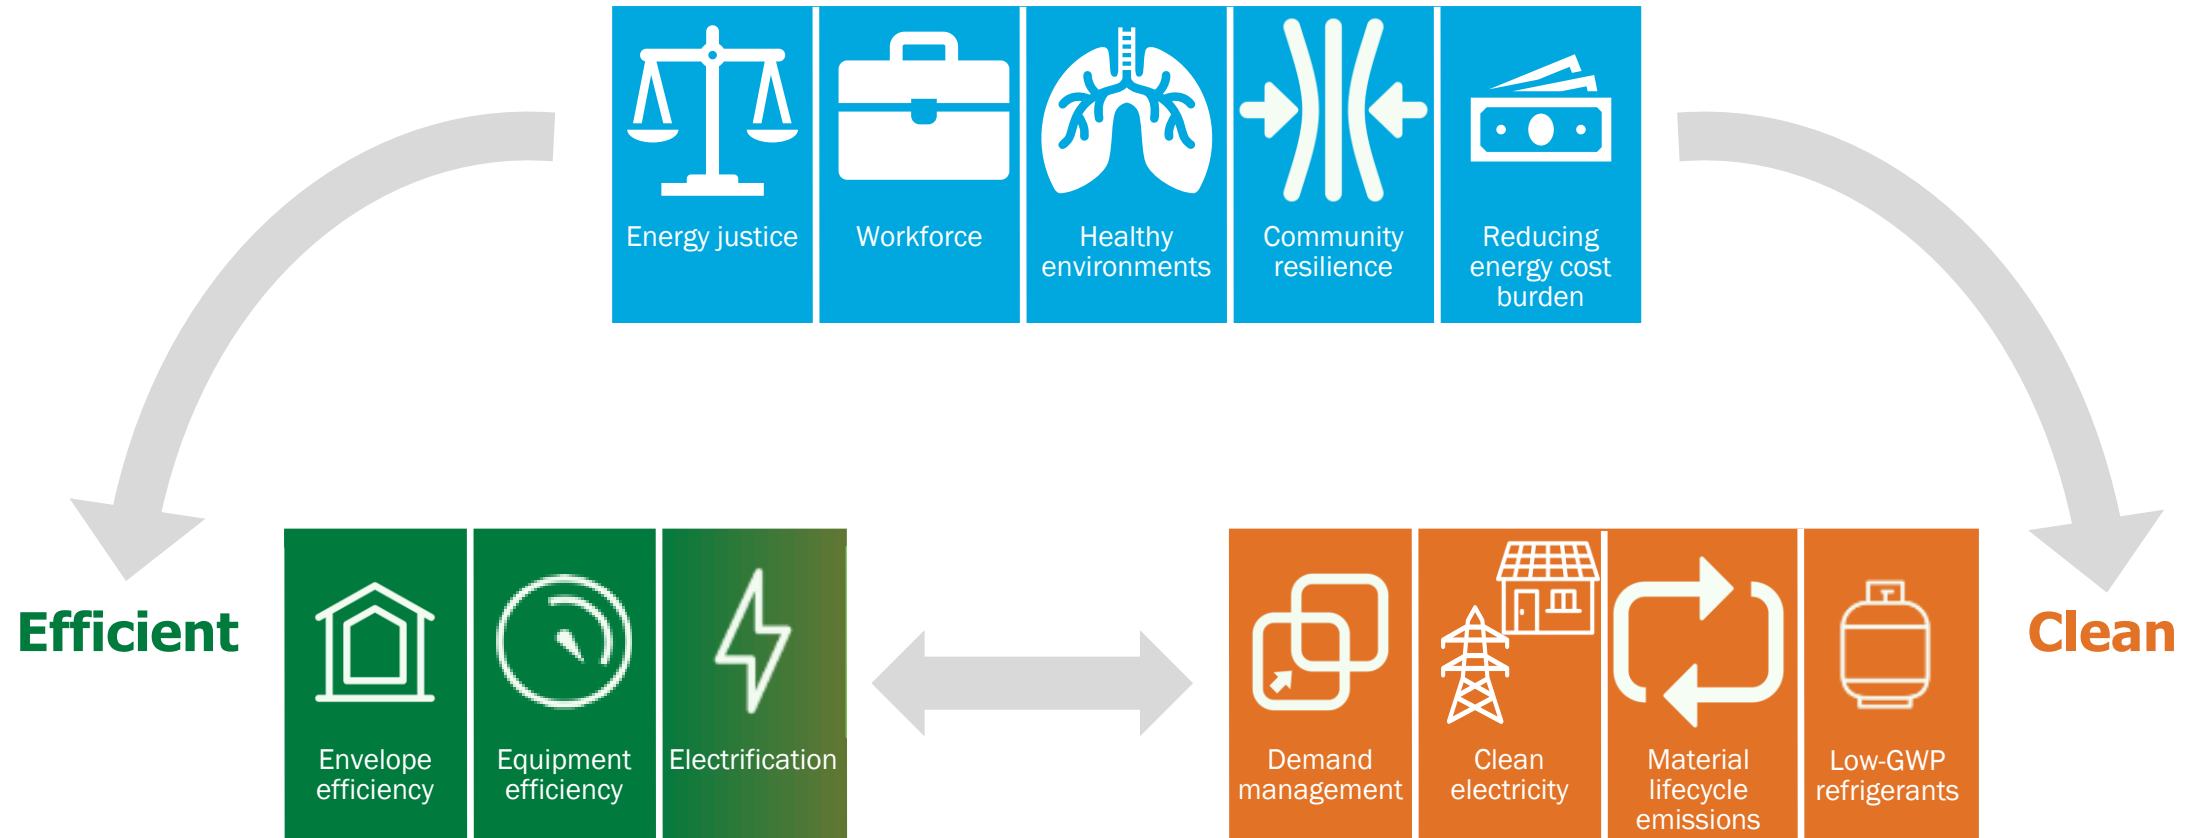 Energy justice
Workforce
Healthy
environments
Community
resilience
Reducing
energy cost
burden
Efficient
Envelope
efficiency
Equipment
efficiency
Electrification
Demand
management
Clean
electricity
Material
lifecycle
emissions
Low-GWP
refrigerants
Clean